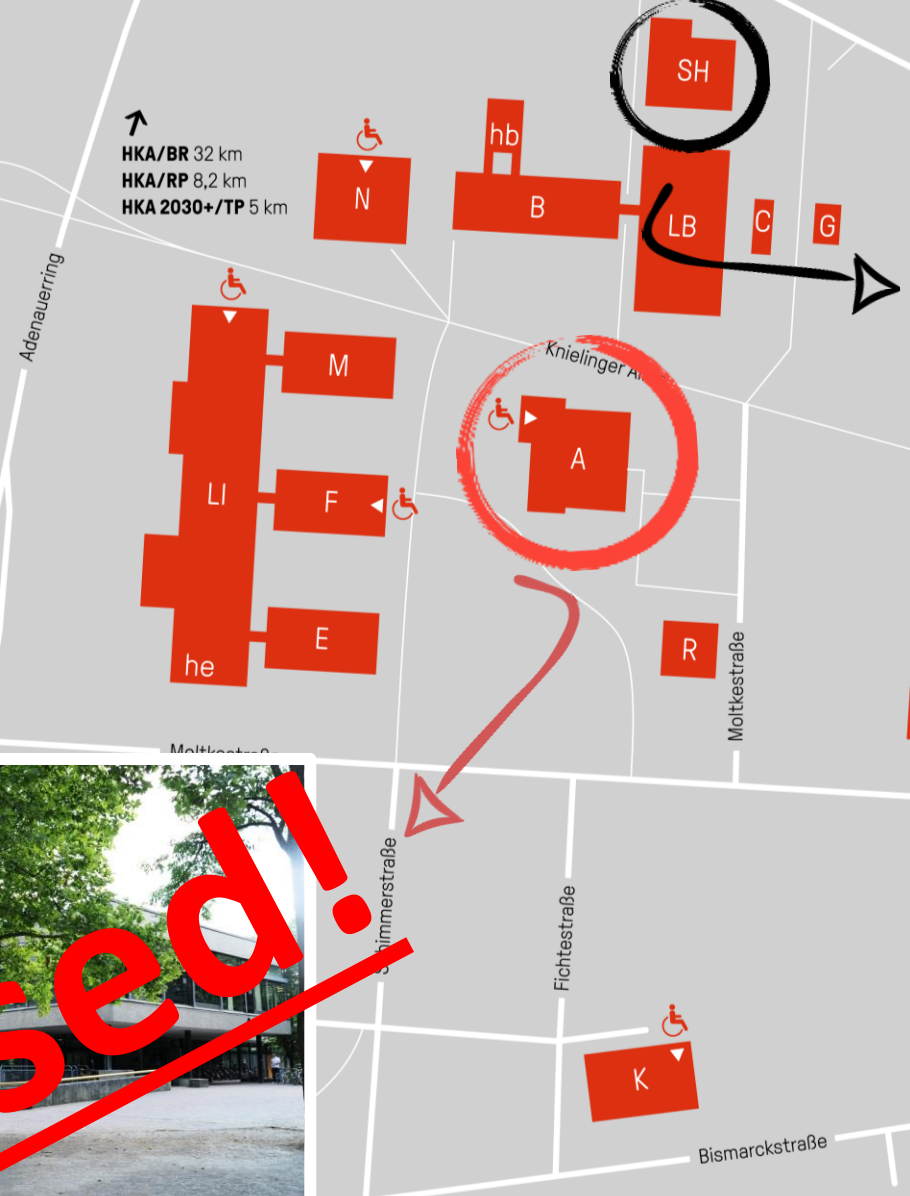 SH
HKA/BR 32 km
HKA/RP 8,2 km
HKA 2030+/TP 5 km
hb
N
B
LB
C
G
Adenauerring
M
Knielinger
A
LI
F
E
he
R
Moltkestraße
Moltkestraße
sed!
Fichtestraße
K
Bismarckstraße